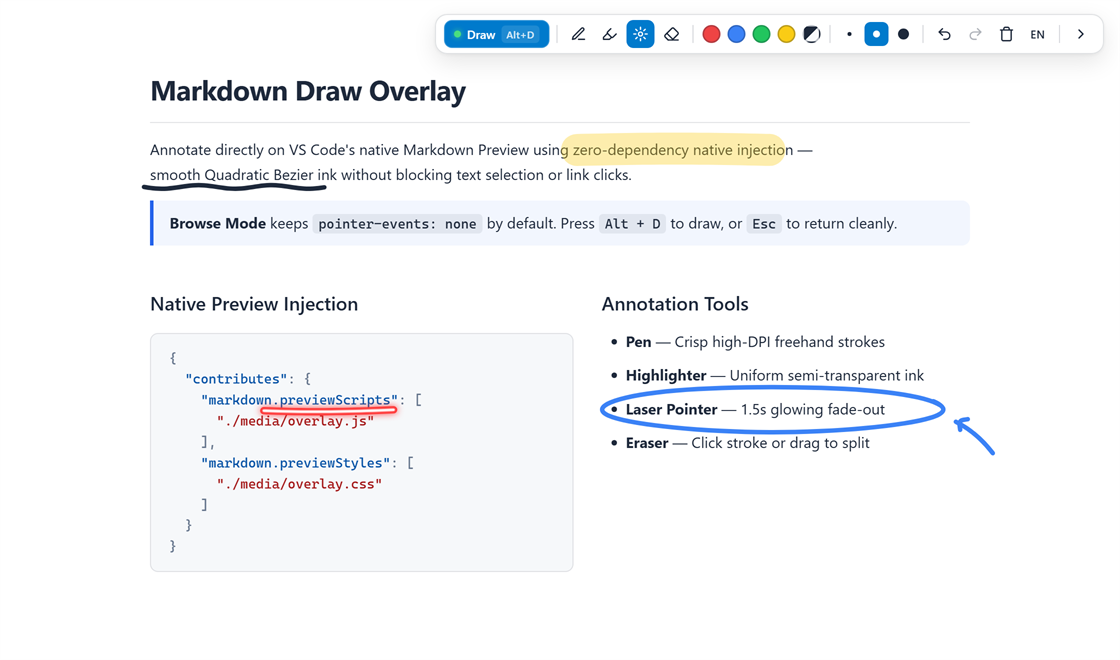 Draw Alt+D EN
Markdown Draw Overlay
Annotate directly on VS Code's native Markdown Preview using zero-dependency native injection —
smooth Quadratic Bezier ink without blocking text selection or link clicks.
Browse Mode keeps pointer-events: none by default. Press Alt + D to draw, or Esc to return cleanly.
Native Preview Injection
{
  "contributes": {
    "markdown.previewScripts": [
      "./media/overlay.js"
    ],
    "markdown.previewStyles": [
      "./media/overlay.css"
    ]
  }
}
Annotation Tools
• Pen — Crisp high-DPI freehand strokes
• Highlighter — Uniform semi-transparent ink
• Laser Pointer — 1.5s glowing fade-out
• Eraser — Click stroke or drag to split